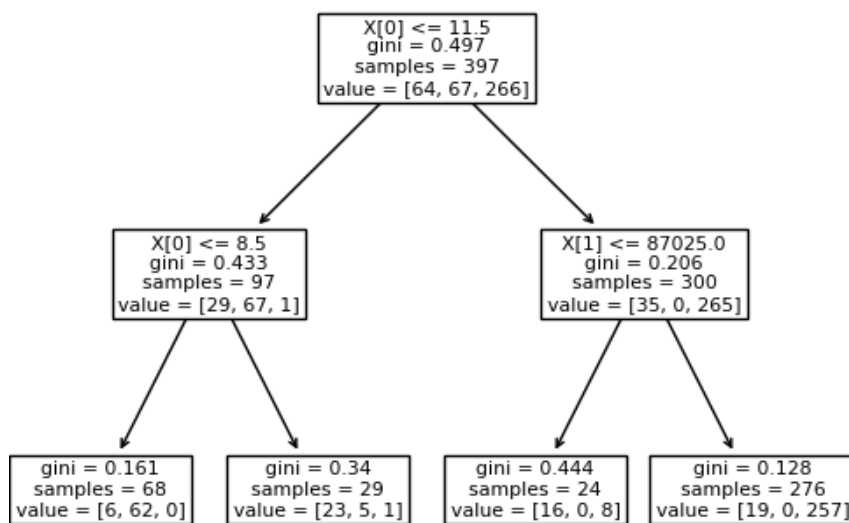 X[0] <= 11.5
gini = 0.497
samples = 397
value = [64, 67, 266]
X[0] <= 8.5
gini = 0.433
samples = 97
value = [29, 67, 1]
X[1] <= 87025.0
gini = 0.206
samples = 300
value = [35, 0, 265]
gini = 0.161
samples = 68
value = [6, 62, 0]
gini = 0.34
samples = 29
value = [23, 5, 1]
gini = 0.444
samples = 24
value = [16, 0, 8]
gini = 0.128
samples = 276
value = [19, 0, 257]